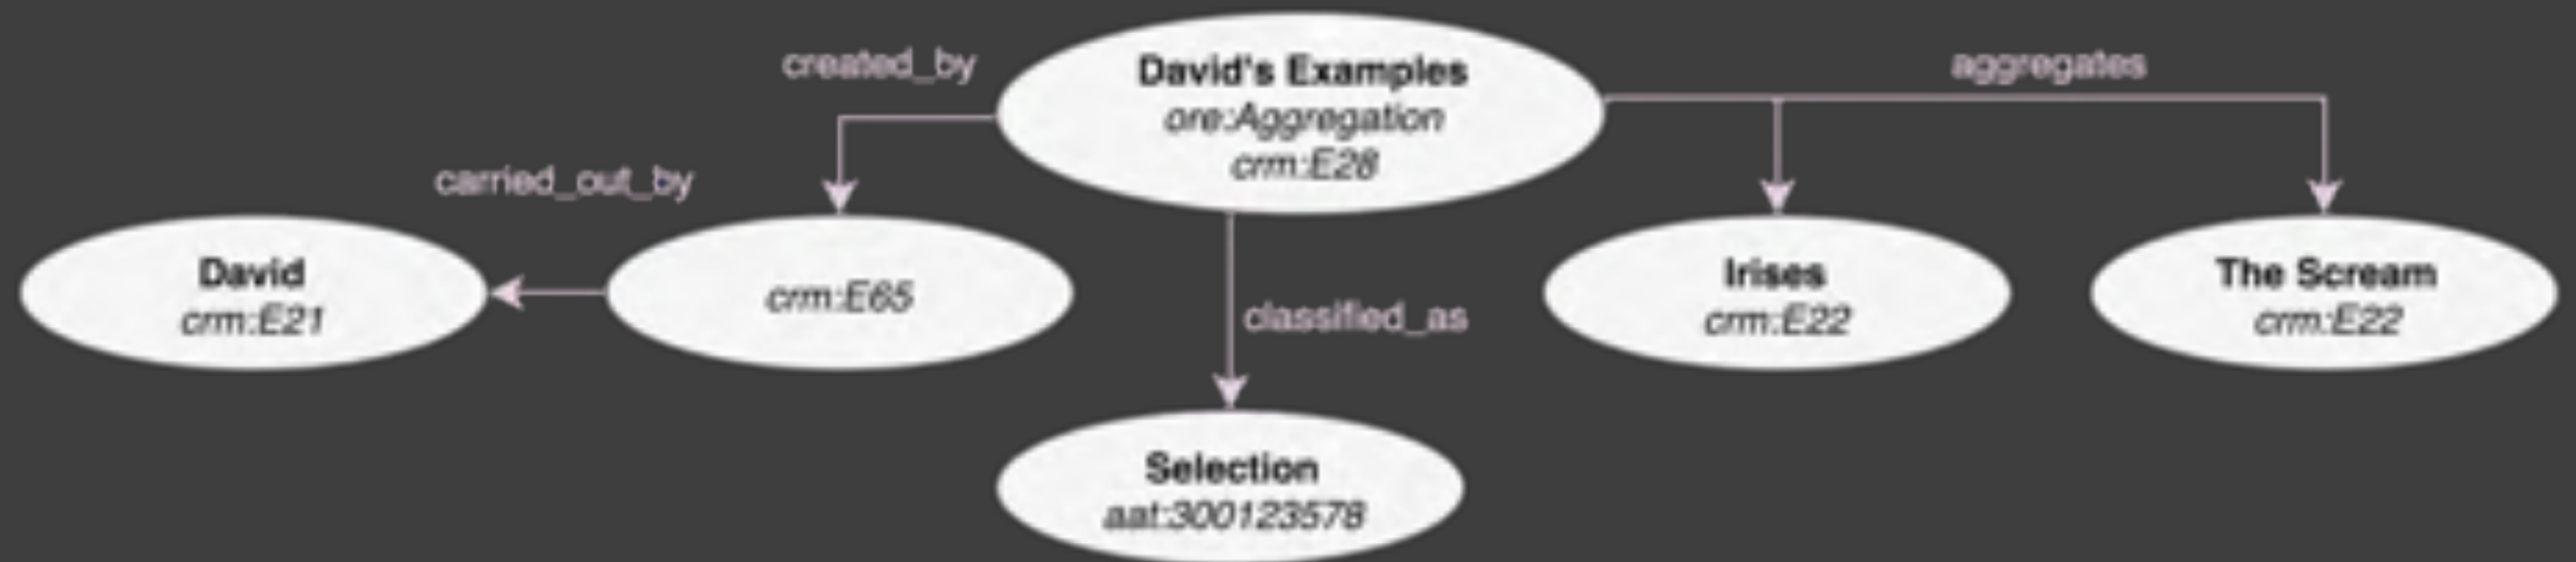 created_by
David's Examples
ore:Aggregation
crm:E28
aggregates
carried_out_by
David
crm:E21
crm:E65
classified_as
Irises
crm:E22
The Scream
crm:E22
Selection
aat:300123578